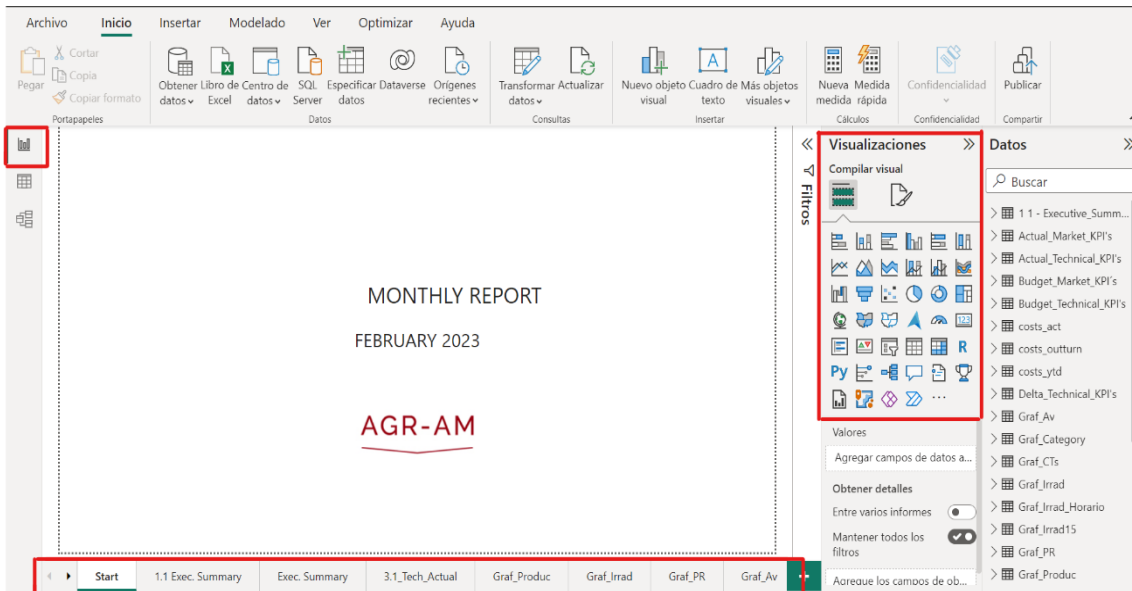 Archivo Inicio Insertar Modelado Ver Optimizar Ayuda
Pegar
Cortar
Copia
Copiar formato
Portapapeles
Obtener datos
Libro de Excel
Centro de datos
SQL Server
Especificar datos
Dataverse
Orígenes recientes
Datos
Transformar datos
Actualizar
Consultas
Nuevo objeto visual
Cuadro de texto
Más objetos visuales
Insertar
Nueva medida
Medida rápida
Cálculos
Confidencialidad
Confidencialidad
Publicar
Compartir
MONTHLY REPORT
FEBRUARY 2023
AGR-AM
Filtros
Visualizaciones
Compilar visual
123
R
Py
Valores
Agregar campos de datos a...
Obtener detalles
Entre varios informes
Mantener todos los
filtros
Agregue los campos de ob...
Datos
Buscar
1 1 - Executive_Summ...
Actual_Market_KPI's
Actual_Technical_KPI's
Budget_Market_KPI´s
Budget_Technical_KPI's
costs_act
costs_outturn
costs_ytd
Delta_Technical_KPI's
Graf_Av
Graf_Category
Graf_CTs
Graf_Irrad
Graf_Irrad_Horario
Graf_Irrad15
Graf_PR
Graf_Produc
Start 1.1 Exec. Summary Exec. Summary 3.1_Tech_Actual Graf_Produc Graf_Irrad Graf_PR Graf_Av